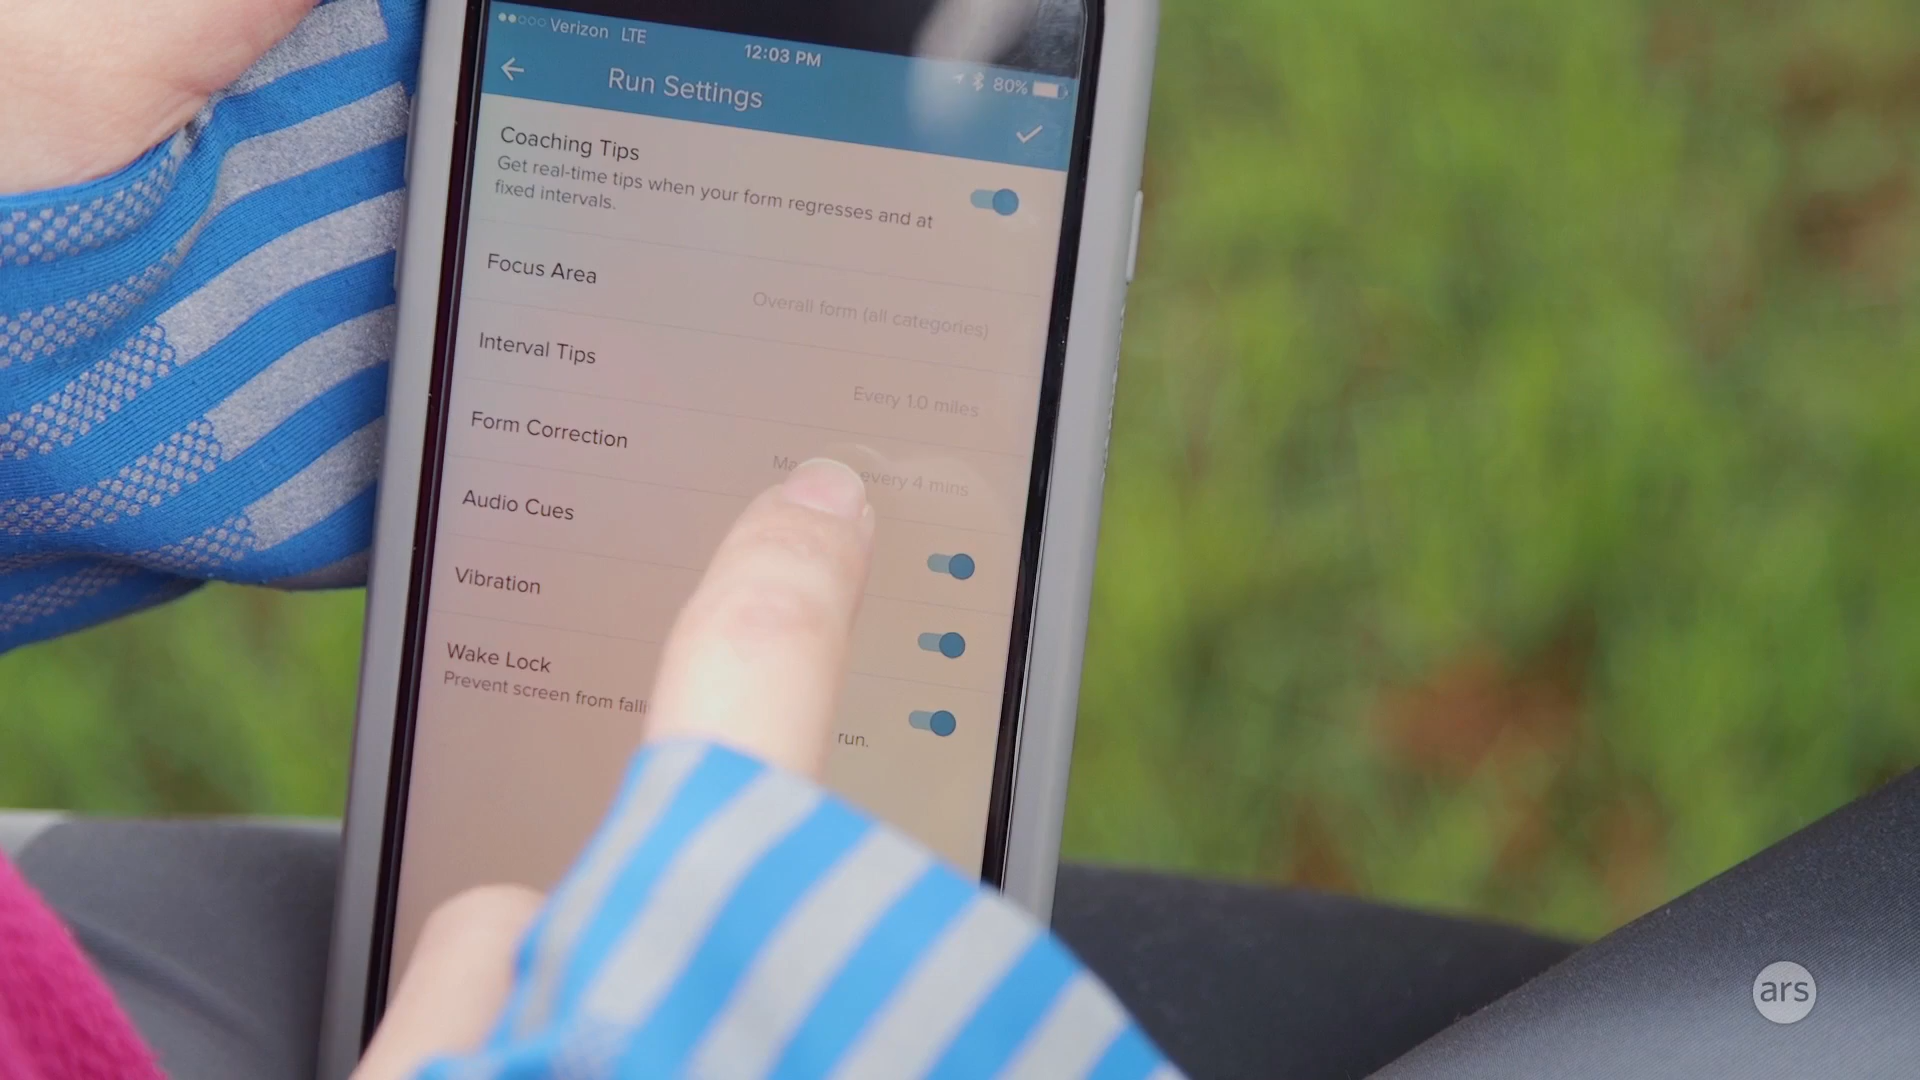 Verizon LTE
12:03 PM
80%
Run Settings
Coaching Tips
Get real-time tips when your form regresses and at
fixed intervals.
Focus Area
Overall form (all categories)
Interval Tips
Every 1.0 miles
Form Correction
every 4 mins
Audio Cues
Vibration
Wake Lock
Prevent screen from
run.
ars